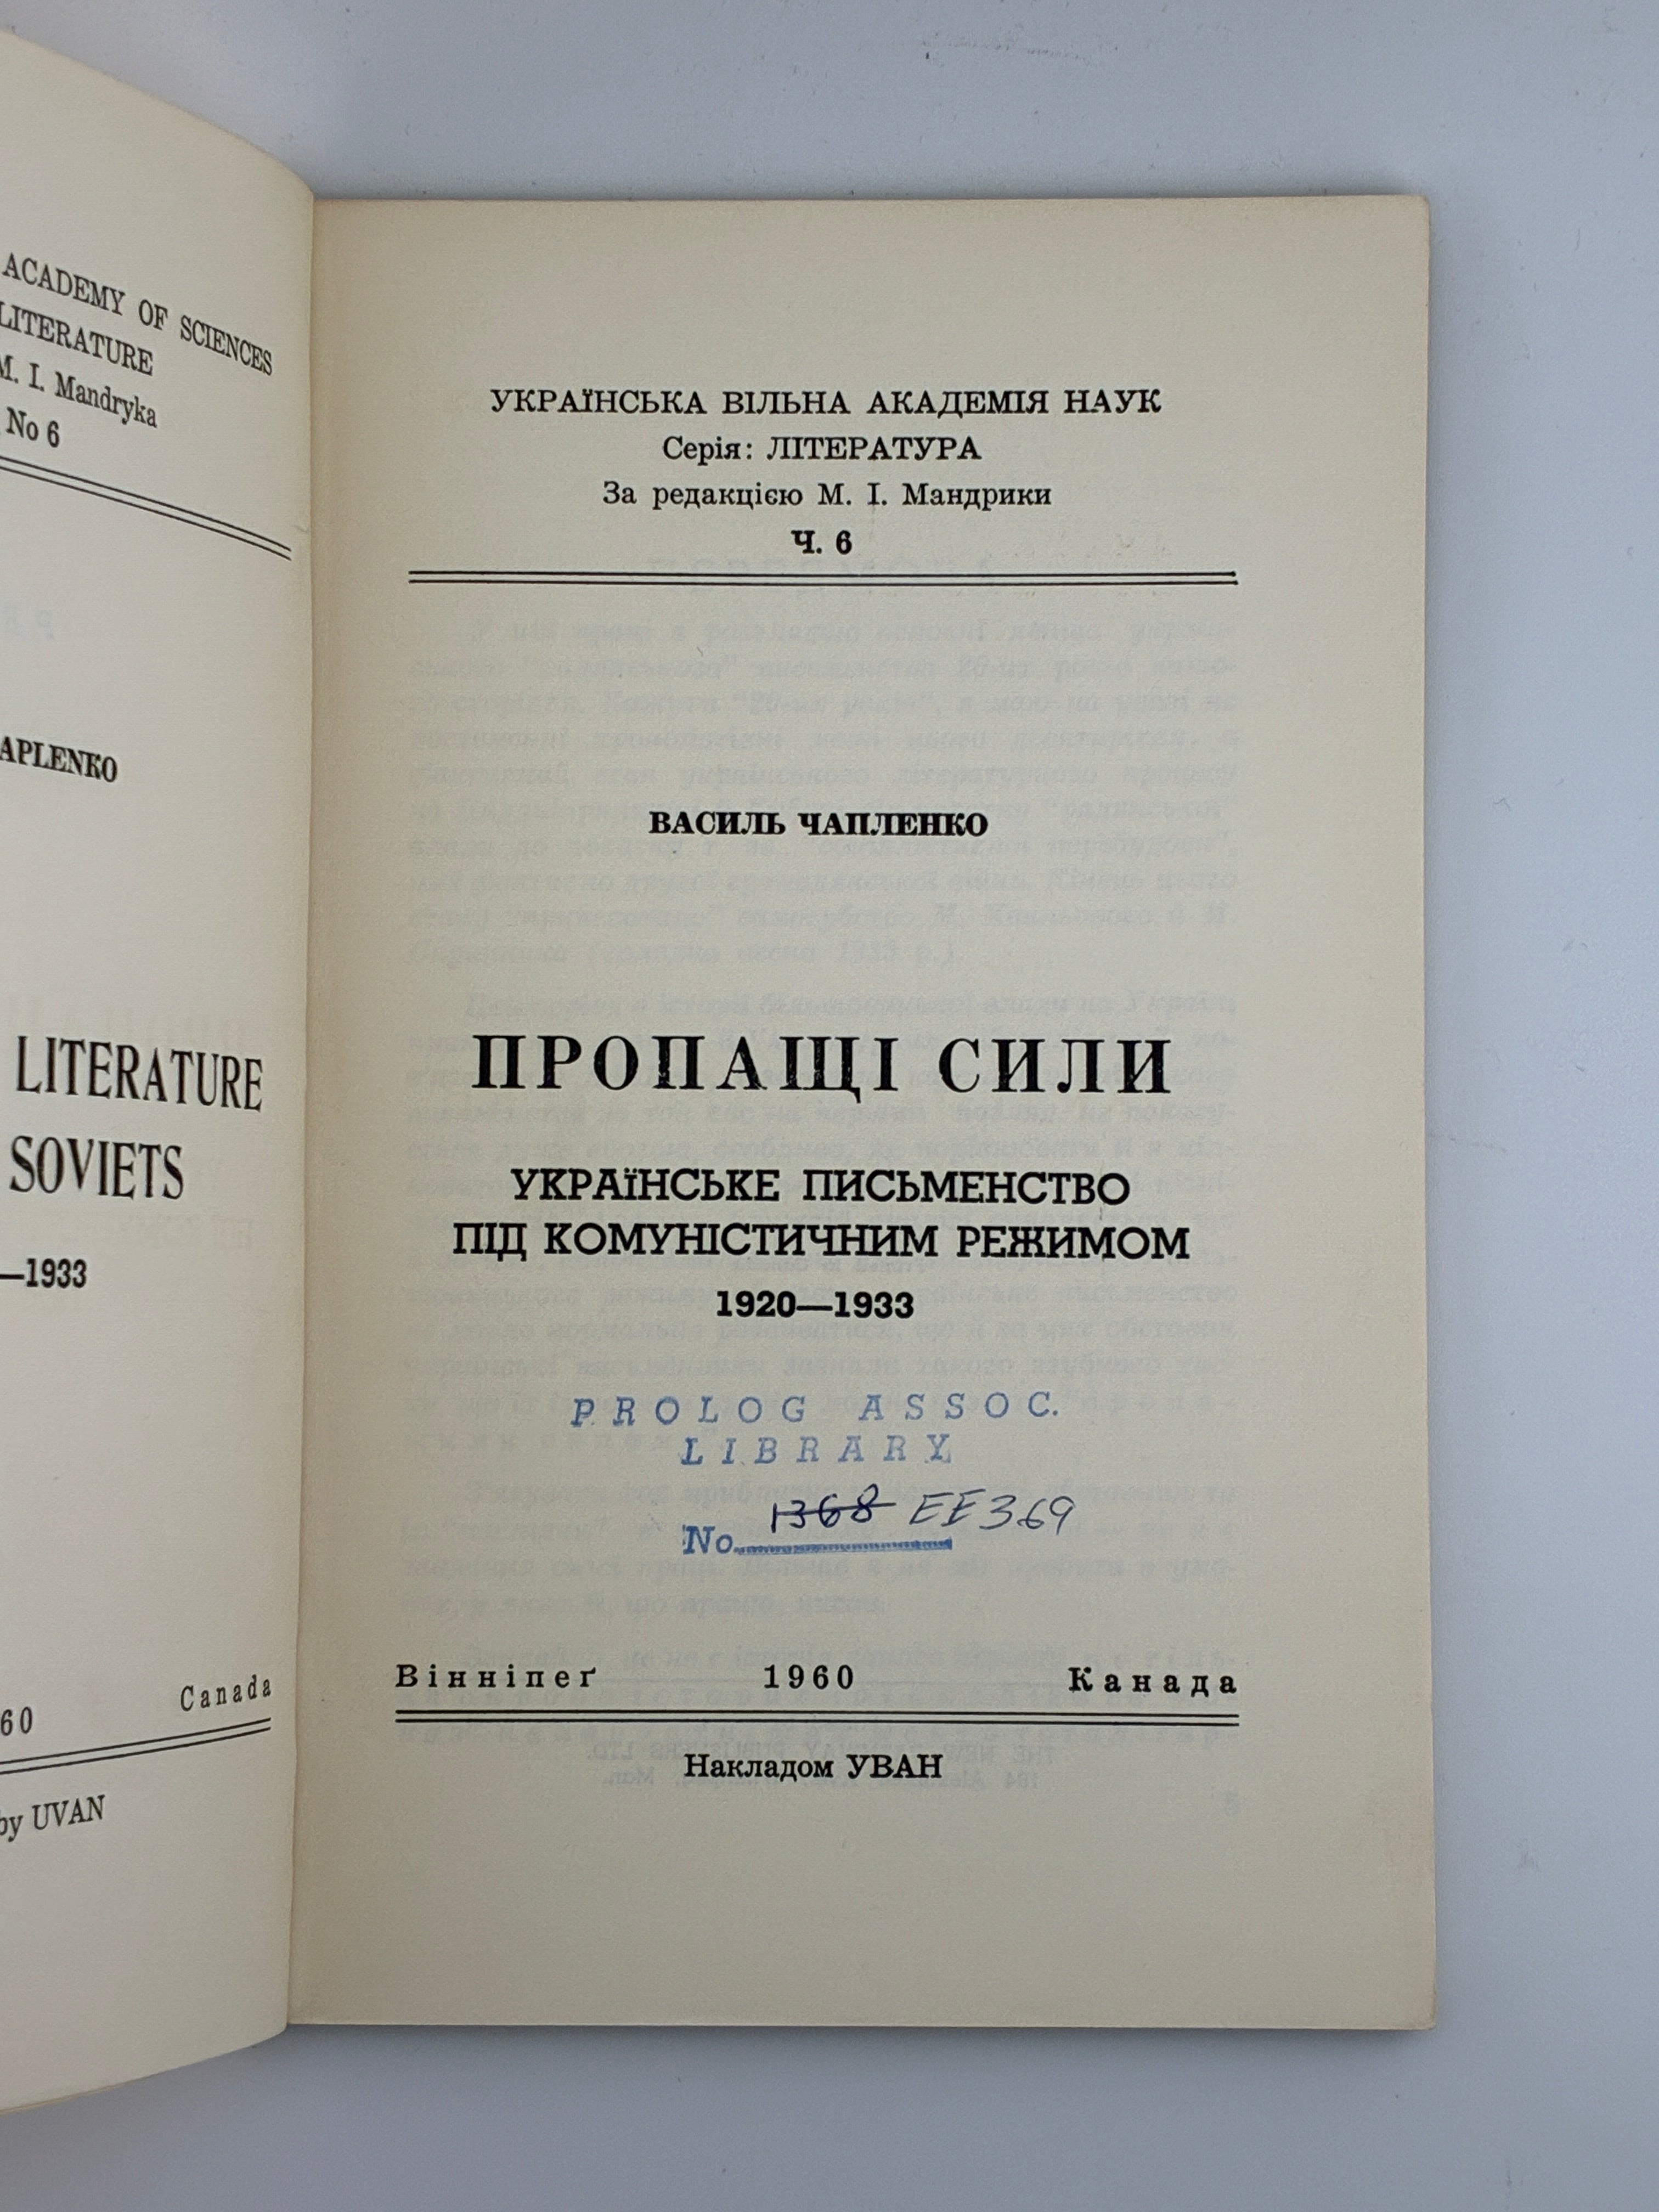 ACADEMY OF SCIENCES
LITERATURE
M. I. Mandryka
No 6
APLENKO
LITERATURE
SOVIETS
—1933
60 Canada
by UVAN
УКРАЇНСЬКА ВІЛЬНА АКАДЕМІЯ НАУК
Серія: ЛІТЕРАТУРА
За редакцією М. І. Мандрики
Ч. 6
ВАСИЛЬ ЧАПЛЕНКО
ПРОПАЩІ СИЛИ
УКРАЇНСЬКЕ ПИСЬМЕНСТВО
ПІД КОМУНІСТИЧНИМ РЕЖИМОМ
1920—1933
PROLOG ASSOC.
LIBRARY
No 1368 EE369
Вінніпеґ 1960 Канада
Накладом УВАН